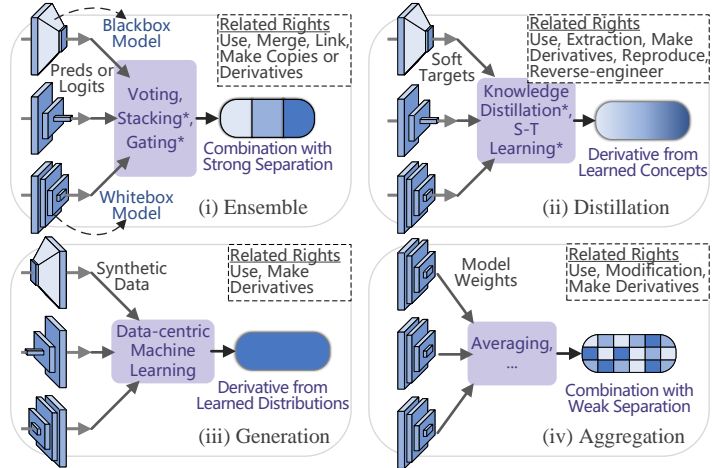 Blackbox
Model
Preds or
Logits
Voting,
Stacking*,
Gating*
Related Rights
Use, Merge, Link,
Make Copies or
Derivatives
Combination with
Strong Separation
Whitebox
Model
(i) Ensemble
Soft
Targets
Knowledge
Distillation*,
S-T
Learning*
Related Rights
Use, Extraction, Make
Derivatives, Reproduce,
Reverse-engineer
Derivative from
Learned Concepts
(ii) Distillation
Synthetic
Data
Data-centric
Machine
Learning
Related Rights
Use, Make
Derivatives
Derivative from
Learned Distributions
(iii) Generation
Model
Weights
Averaging,
...
Related Rights
Use, Modification,
Make Derivatives
Combination with
Weak Separation
(iv) Aggregation